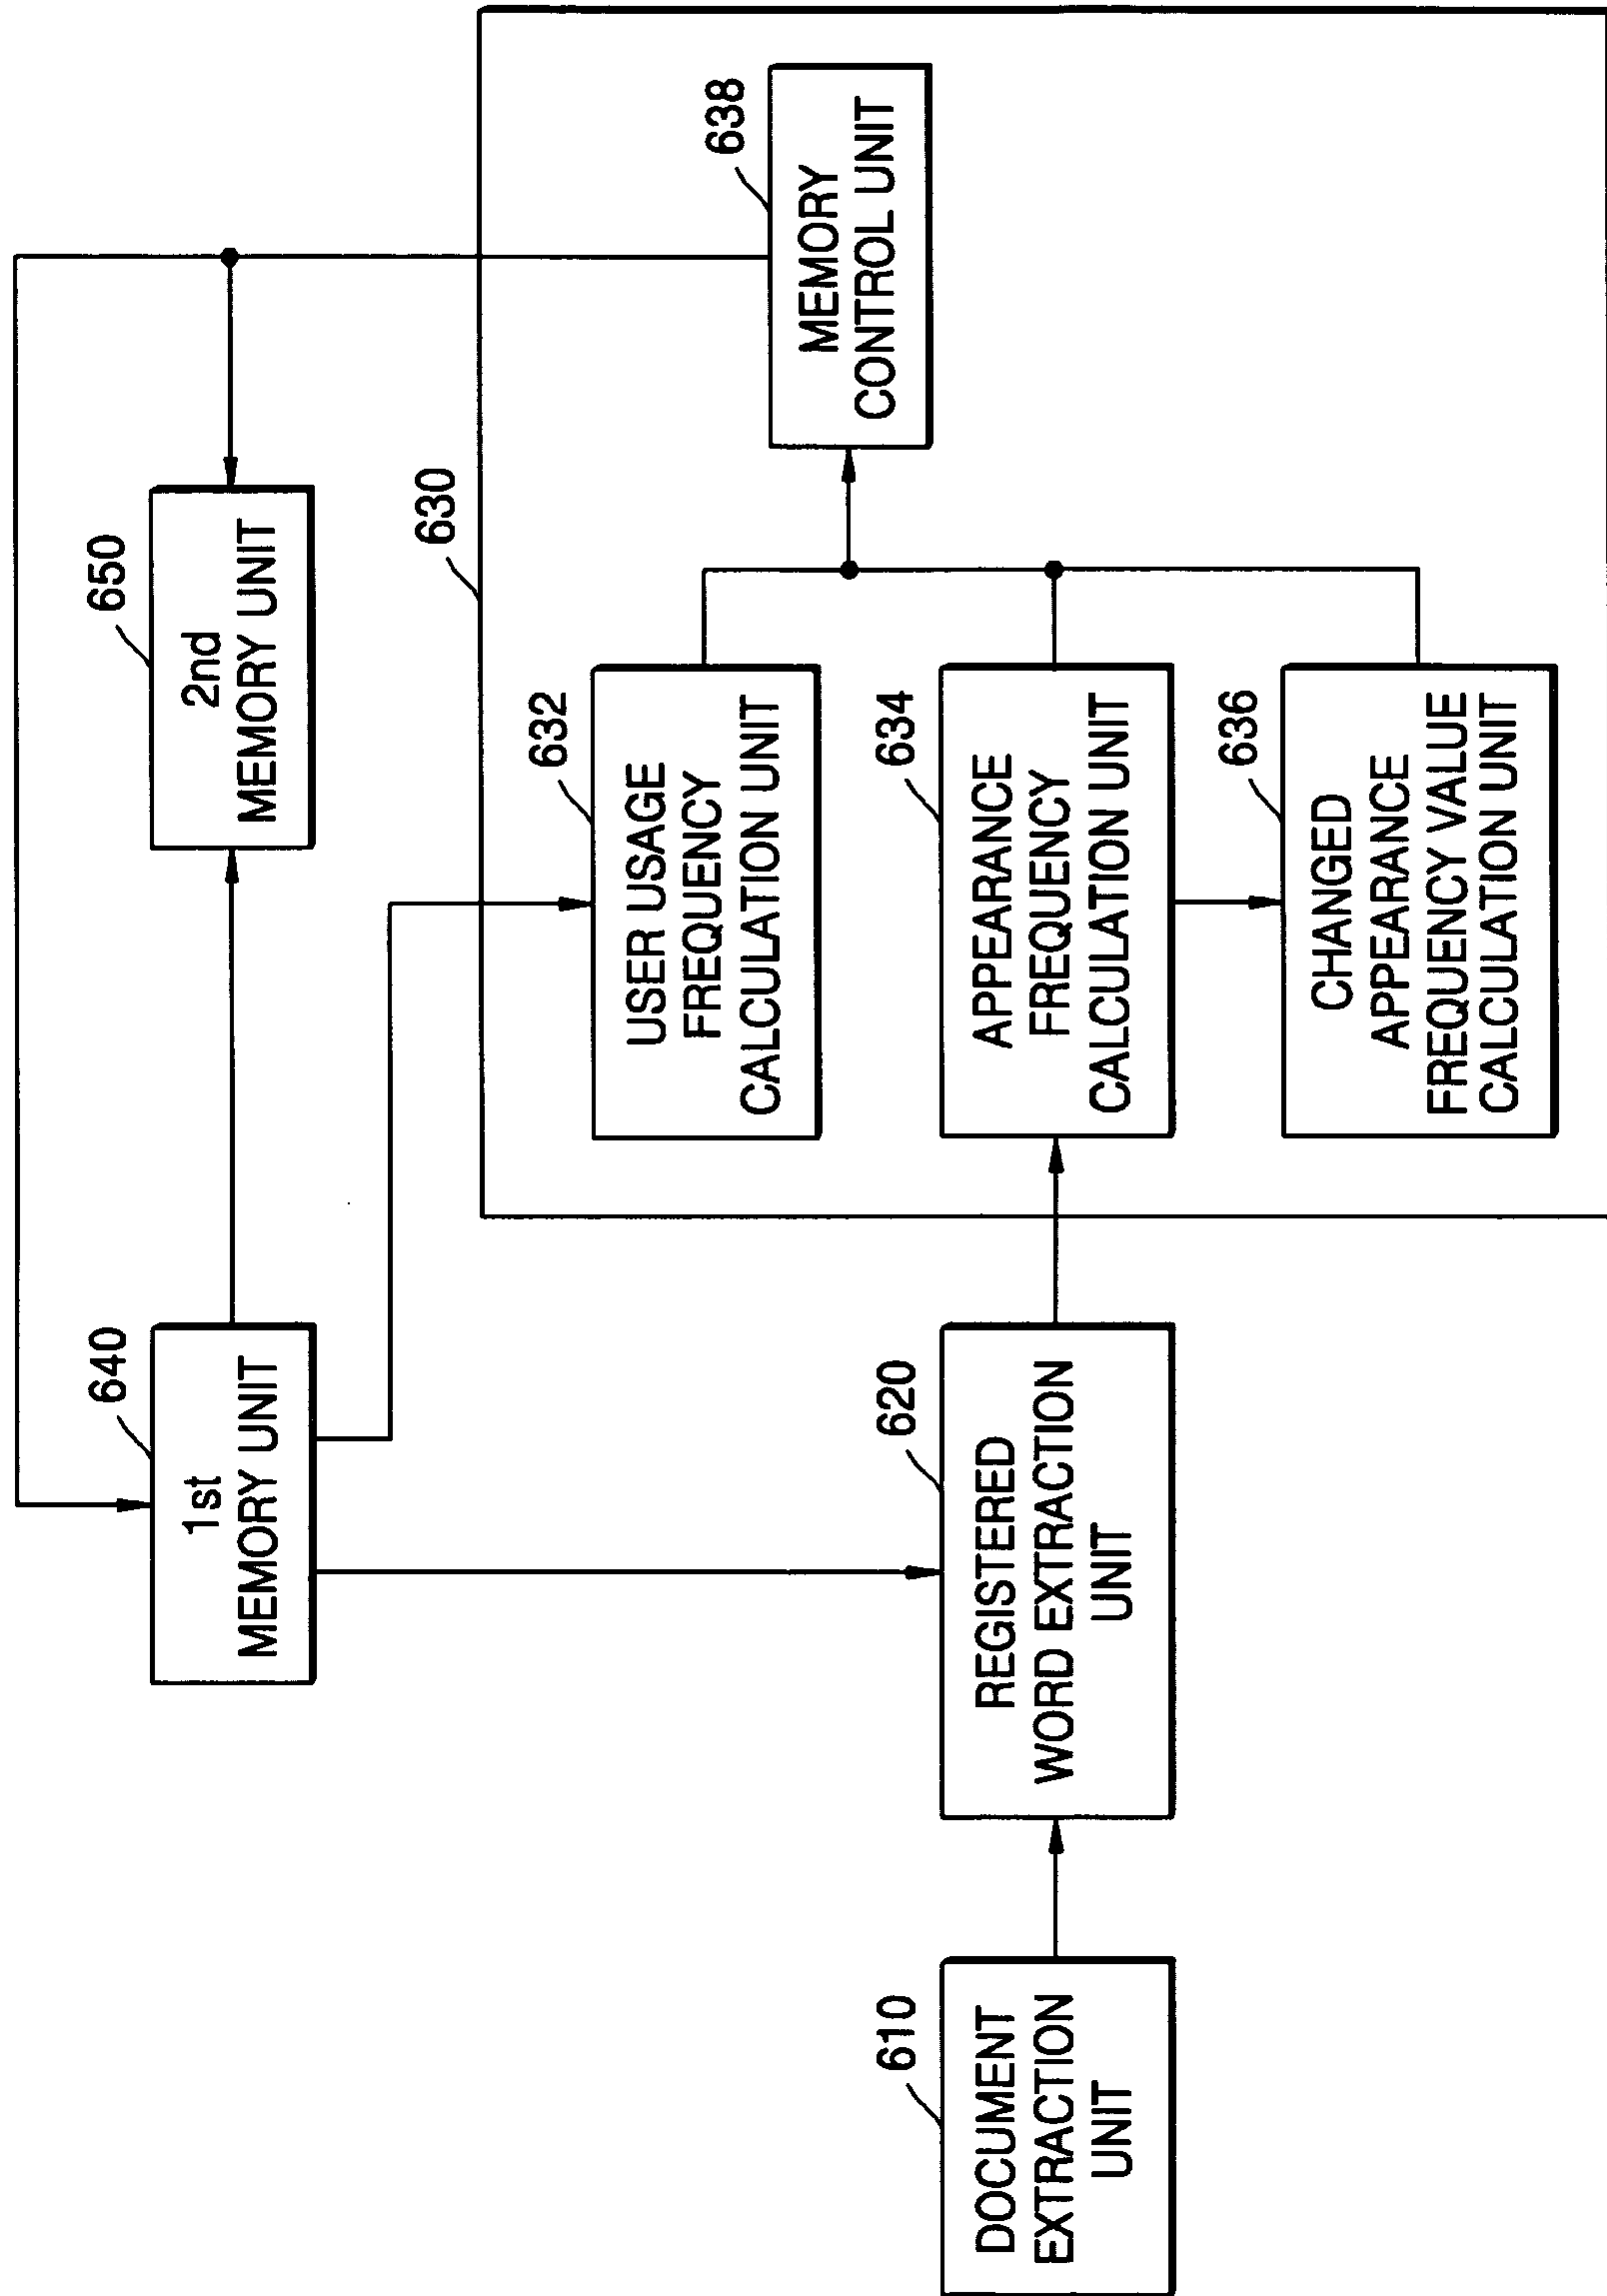 640
1st
MEMORY UNIT
650
2nd
MEMORY UNIT
630
632
USER USAGE
FREQUENCY
CALCULATION UNIT
638
MEMORY
CONTROL UNIT
610
DOCUMENT
EXTRACTION
UNIT
620
REGISTERED
WORD EXTRACTION
UNIT
634
APPEARANCE
FREQUENCY
CALCULATION UNIT
636
CHANGED
APPEARANCE
FREQUENCY VALUE
CALCULATION UNIT